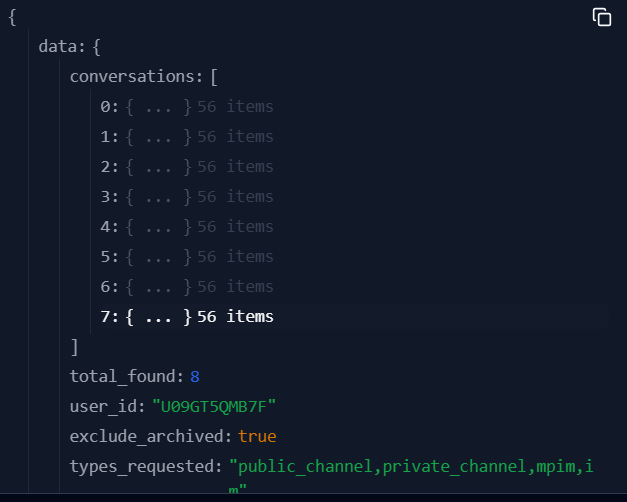 {
data: {
conversations: [
0: { ... } 56 items
1: { ... } 56 items
2: { ... } 56 items
3: { ... } 56 items
4: { ... } 56 items
5: { ... } 56 items
6: { ... } 56 items
7: { ... } 56 items
]
total_found: 8
user_id: "U09GT5QMB7F"
exclude_archived: true
types_requested: "public_channel,private_channel,mpim,i
m"